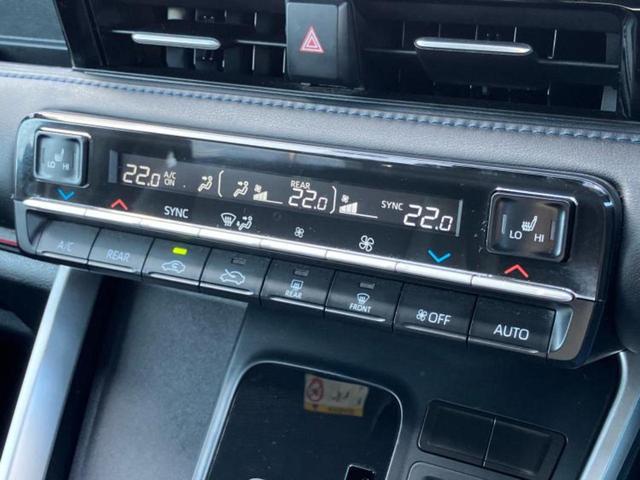 LO HI
22.0 A/C ON
REAR 22.0
SYNC 22.0
LO HI
SYNC
A/C
REAR
REAR
FRONT
OFF
AUTO